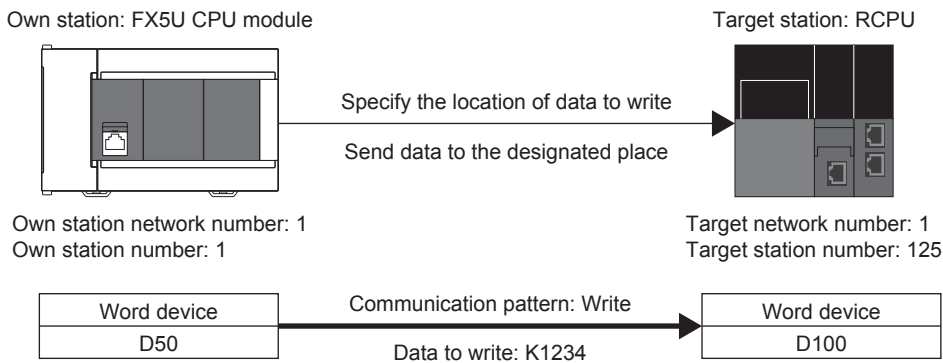 Own station: FX5U CPU module
Target station: RCPU
Specify the location of data to write
Send data to the designated place
Own station network number: 1
Own station number: 1
Target network number: 1
Target station number: 125
Word device
D50
Communication pattern: Write
Data to write: K1234
Word device
D100